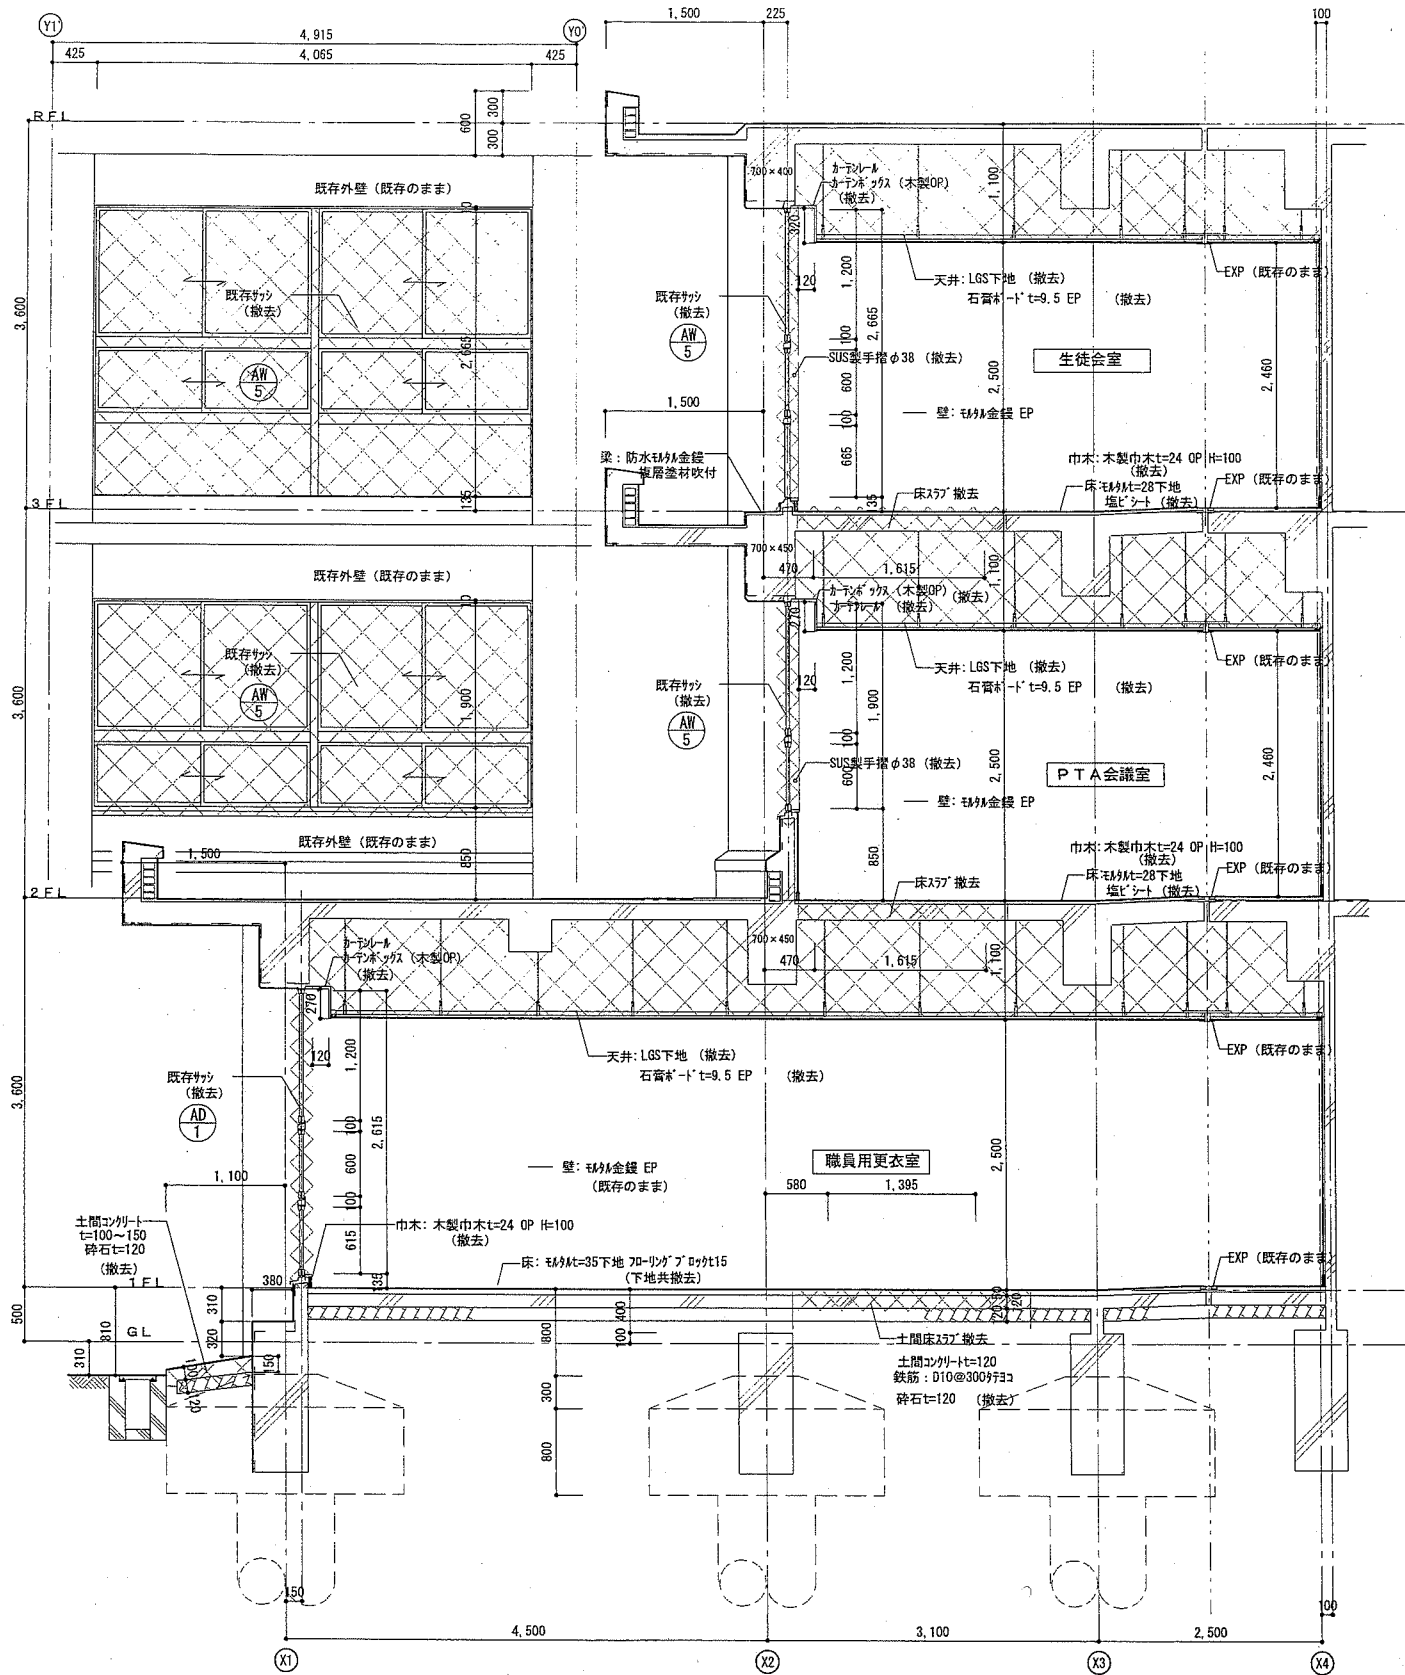 Y1'
Y0'
4,915
425
4,065
425
1,500
225
100
RFL
600
300
300
700×400
カーテンレール
カーテンボックス (木製OP)
(撤去)
1,100
既存外壁 (既存のまま)
320
120
1,200
天井: LGS下地 (撤去)
石膏ボードt=9.5 EP (撤去)
EXP (既存のまま)
3,600
既存サッシ
(撤去)
2,665
AW
5
既存サッシ
(撤去)
AW
5
100
2,665
SUS製手摺φ38 (撤去)
2,500
生徒会室
2,460
600
1,500
100
壁: モルタル金鏝 EP
665
梁: 防水モルタル金鏝
複層塗材吹付
巾木: 木製巾木t=24 OP H=100
(撤去)
床:モルタルt=28下地
塩ビシート (撤去)
EXP (既存のまま)
135
3FL
35
床スラブ撤去
700×450
470
1,615
1,100
既存外壁 (既存のまま)
カーテンボックス (木製OP)
カーテンレール (撤去)
(撤去)
10
270
120
1,200
天井: LGS下地 (撤去)
石膏ボードt=9.5 EP (撤去)
EXP (既存のまま)
3,600
既存サッシ
(撤去)
AW
5
1,900
既存サッシ
(撤去)
AW
5
1,900
100
SUS製手摺φ38 (撤去)
600
2,500
PTA会議室
2,460
壁: モルタル金鏝 EP
既存外壁 (既存のまま)
1,500
850
850
巾木: 木製巾木t=24 OP H=100
(撤去)
床:モルタルt=28下地
塩ビシート (撤去)
EXP (既存のまま)
2FL
床スラブ撤去
カーテンレール
カーテンボックス (木製OP)
(撤去)
700×450
470
1,615
1,100
270
120
1,200
天井: LGS下地 (撤去)
石膏ボードt=9.5 EP (撤去)
EXP (既存のまま)
3,600
既存サッシ
(撤去)
AD
1
100
2,615
600
100
615
壁: モルタル金鏝 EP
(既存のまま)
職員用更衣室
2,500
580
1,395
1,100
土間コンクリート
t=100~150
砕石t=120
(撤去)
巾木: 木製巾木t=24 OP H=100
(撤去)
床: モルタルt=35下地 フローリングブロックt15
(下地共撤去)
EXP (既存のまま)
1FL
380
135
500
810
310
320
310
GL
150
100
120
800
400
100
50
120
120
土間床スラブ撤去
土間コンクリートt=120
鉄筋: D10@300タテヨコ
砕石t=120 (撤去)
300
800
150
100
4,500
3,100
2,500
X1
X2
X3
X4